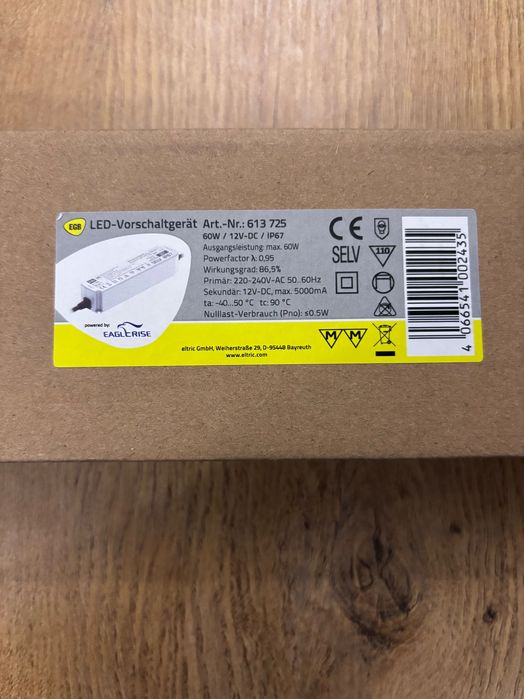 EGB LED-Vorschaltgerät Art.-Nr.: 613 725
60W / 12V-DC / IP67
Ausgangsleistung: max. 60W
Powerfactor λ: 0,95
Wirkungsgrad: 86,5%
Primär: 220-240V-AC 50..60Hz
Sekundär: 12V-DC, max. 5000mA
ta: -40...50 °C tc: 90 °C
Nulllast-Verbrauch (Pno): ≤0.5W
powered by:
EAGLERISE
eltric GmbH, Weiherstraße 29, D-95448 Bayreuth
www.eltric.com
CE
SELV
110
M M
4 066541 002435